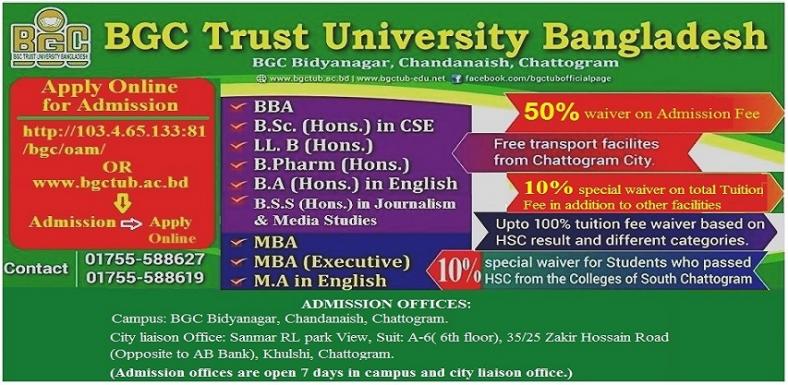 BGC
BGC TRUST UNIVERSITY BANGLADESH
BGC Trust University Bangladesh
BGC Bidyanagar, Chandanaish, Chattogram
www.bgctub.ac.bd | www.bgctub-edu.net facebook.com/bgctubofficialpage
Apply Online
for Admission
http://103.4.65.133:81
/bgc/oam/
OR
www.bgctub.ac.bd
Admission ⇨ Apply
Online
Contact 01755-588627
01755-588619
BBA
B.Sc. (Hons.) in CSE
LL. B (Hons.)
B.Pharm (Hons.)
B.A (Hons.) in English
B.S.S (Hons.) in Journalism
& Media Studies
MBA
MBA (Executive)
M.A in English
50% waiver on Admission Fee
Free transport facilites
from Chattogram City.
10% special waiver on total Tuition
Fee in addition to other facilities
Upto 100% tuition fee waiver based on
HSC result and different categories.
10% special waiver for Students who passed
HSC from the Colleges of South Chattogram
ADMISSION OFFICES:
Campus: BGC Bidyanagar, Chandanaish, Chattogram.
City liaison Office: Sanmar RL park View, Suit: A-6( 6th floor), 35/25 Zakir Hossain Road
(Opposite to AB Bank), Khulshi, Chattogram.
(Admission offices are open 7 days in campus and city liaison office.)